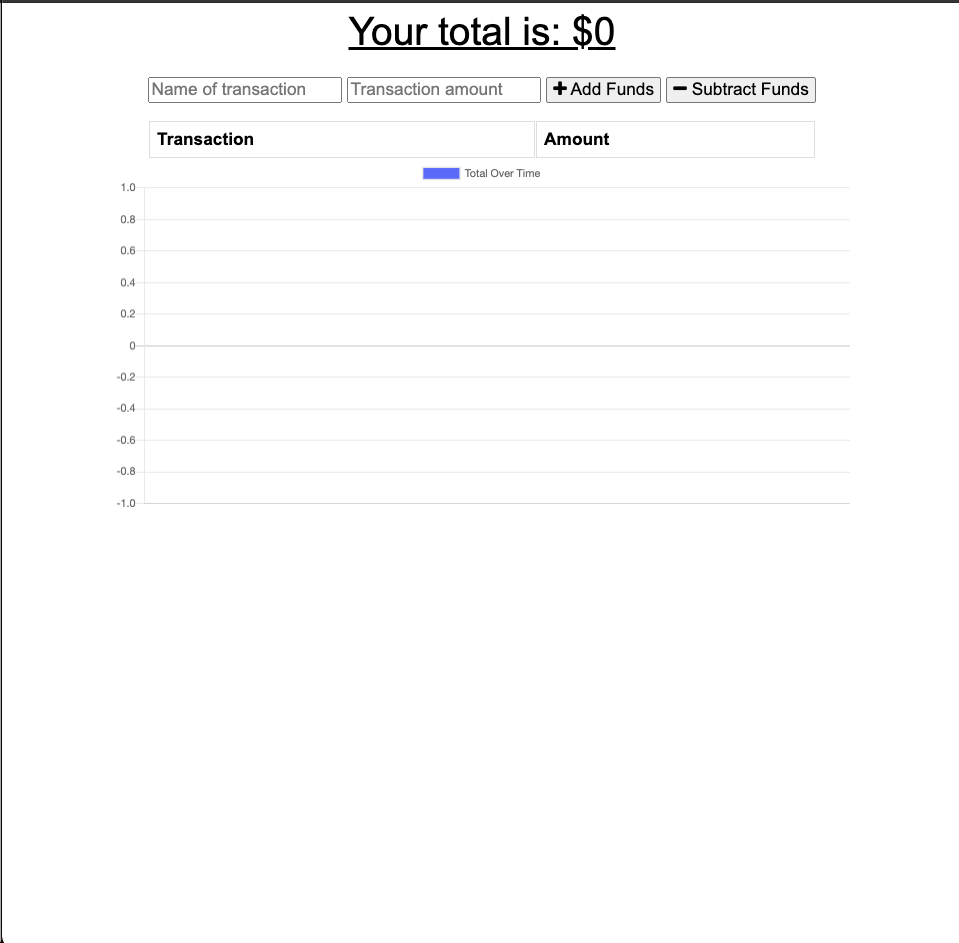 Your total is: $0
Name of transaction Transaction amount Add Funds Subtract Funds
Transaction Amount
Total Over Time
1.0
0.8
0.6
0.4
0.2
0
-0.2
-0.4
-0.6
-0.8
-1.0